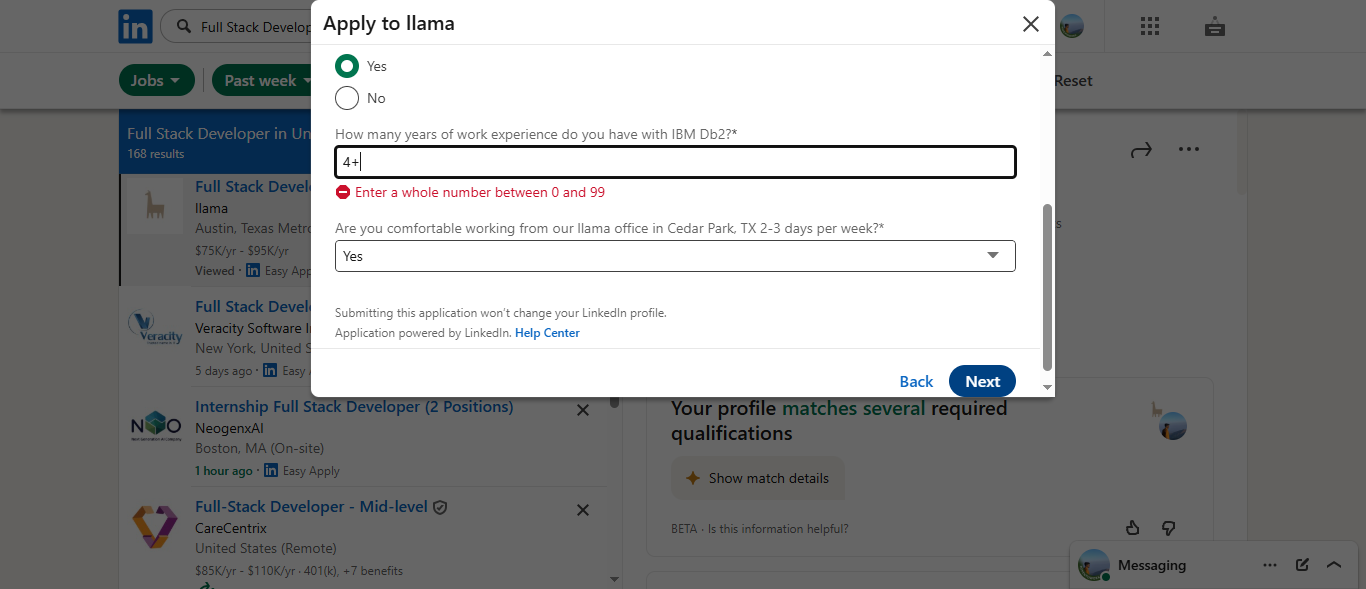 in
Full Stack Develop
Apply to llama
Jobs
Past week
Reset
Yes
No
How many years of work experience do you have with IBM Db2?*
4+
Enter a whole number between 0 and 99
Are you comfortable working from our llama office in Cedar Park, TX 2-3 days per week?*
Yes
Submitting this application won't change your LinkedIn profile.
Application powered by LinkedIn. Help Center
Back
Next
Full Stack Developer in Un
168 results
Full Stack Devel
llama
Austin, Texas Metro
$75K/yr - $95K/yr
Viewed · in Easy App
Full Stack Devel
Veracity Software I
New York, United S
5 days ago · in Easy
Veracity
Internship Full Stack Developer (2 Positions)
NeogenxAI
Boston, MA (On-site)
1 hour ago · in Easy Apply
Full-Stack Developer - Mid-level
CareCentrix
United States (Remote)
$85K/yr - $110K/yr · 401(k), +7 benefits
s
Your profile matches several required
qualifications
Show match details
BETA · Is this information helpful?
Messaging